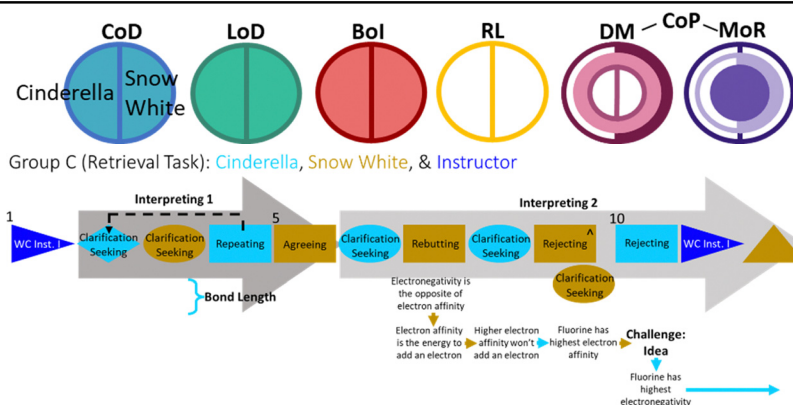 CoD LoD BoI RL DM CoP MoR
Cinderella Snow White
Group C (Retrieval Task): Cinderella, Snow White, & Instructor
Interpreting 1
Interpreting 2
1
5
10
WC Inst. I
Clarification Seeking
Clarification Seeking
Repeating
Agreeing
Clarification Seeking
Rebutting
Clarification Seeking
Rejecting
^
Clarification Seeking
Rejecting
WC Inst. I
Bond Length
Electronegativity
is the opposite of
electron affinity
Electron affinity
is the energy to
add an electron
Higher electron
affinity won't
add an electron
Fluorine has
highest electron
affinity
Challenge:
Idea
Fluorine has
highest
electronegativity